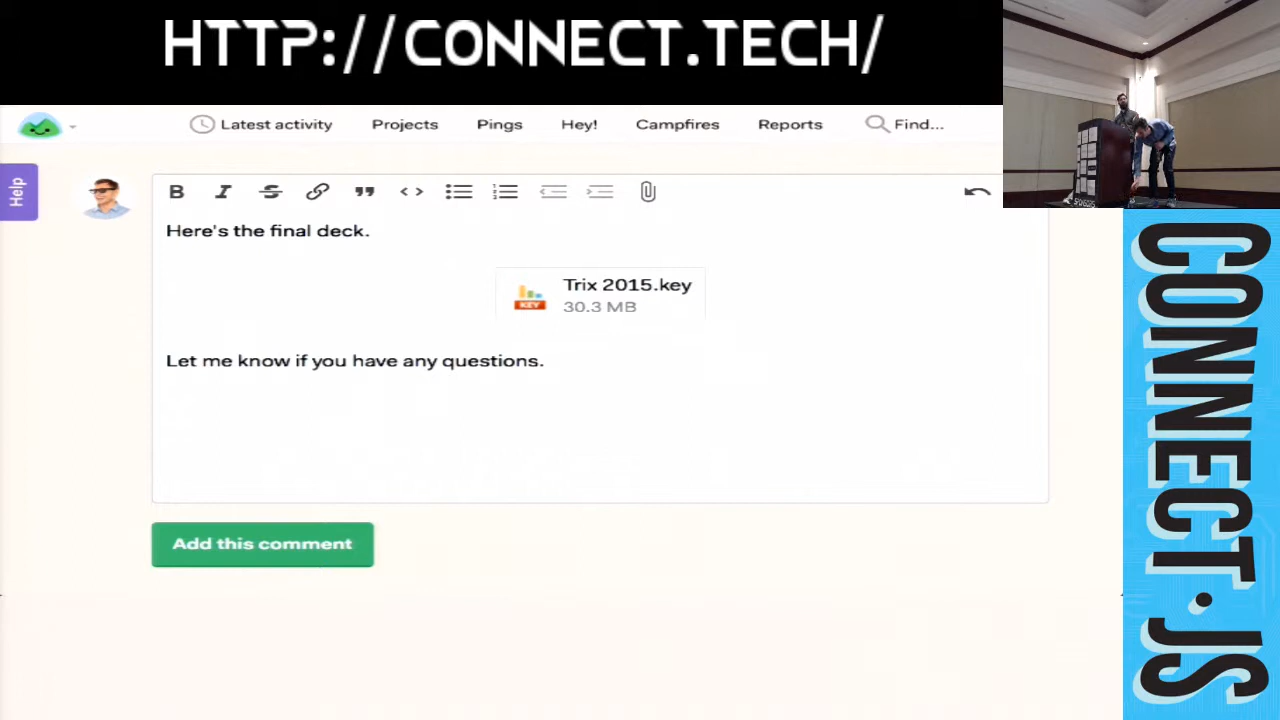 HTTP://CONNECT.TECH/
Latest activity
Projects
Pings
Hey!
Campfires
Reports
Find...
Help
B
Here's the final deck.
Trix 2015.key
KEY
30.3 MB
Let me know if you have any questions.
Add this comment
CONNECT.JS